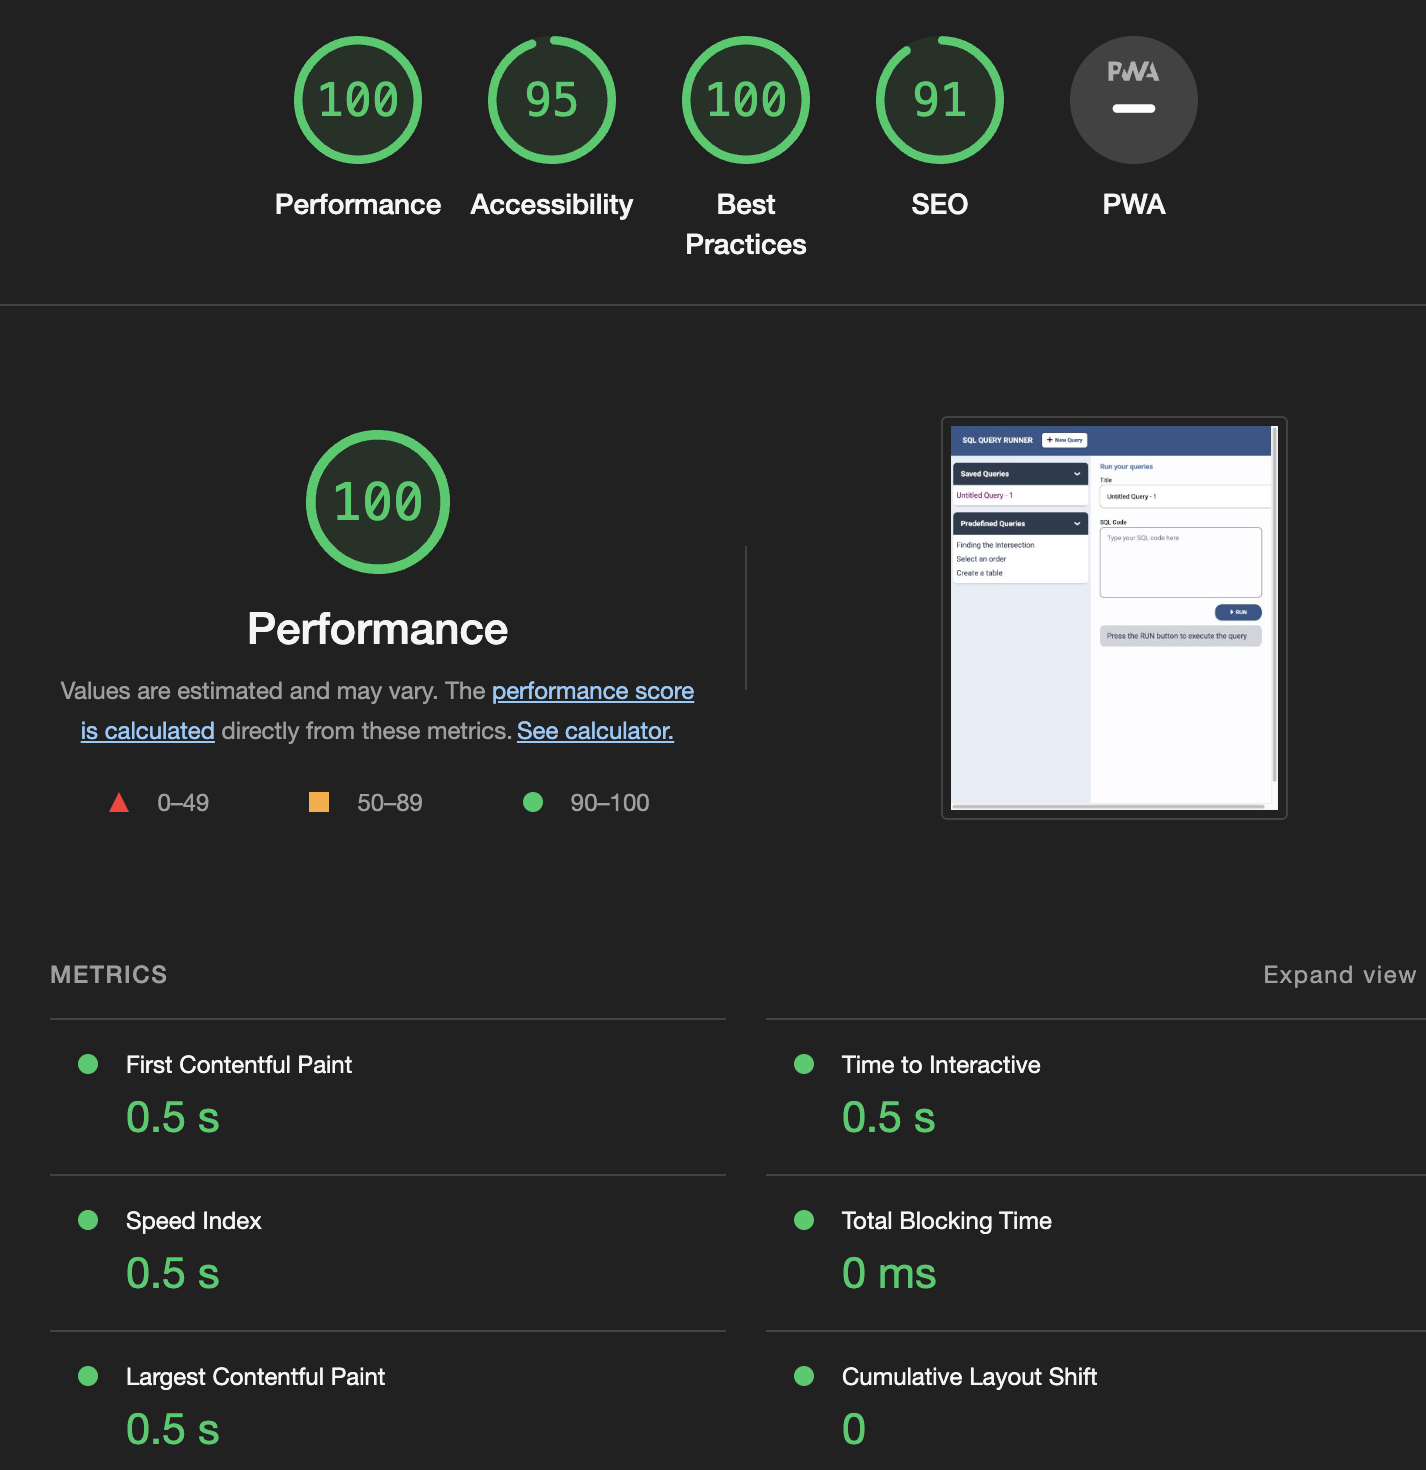 100
95
100
91
PWA
Performance
Accessibility
Best
Practices
SEO
PWA
100
Performance
Values are estimated and may vary. The performance score
is calculated directly from these metrics. See calculator.
0–49
50–89
90–100
SQL QUERY RUNNER
+ New Query
Saved Queries
Untitled Query - 1
Predefined Queries
Finding the Intersection
Select an order
Create a table
Run your queries
Title
Untitled Query - 1
SQL Code
Type your SQL code here
RUN
Press the RUN button to execute the query
METRICS
Expand view
First Contentful Paint
0.5 s
Time to Interactive
0.5 s
Speed Index
0.5 s
Total Blocking Time
0 ms
Largest Contentful Paint
0.5 s
Cumulative Layout Shift
0